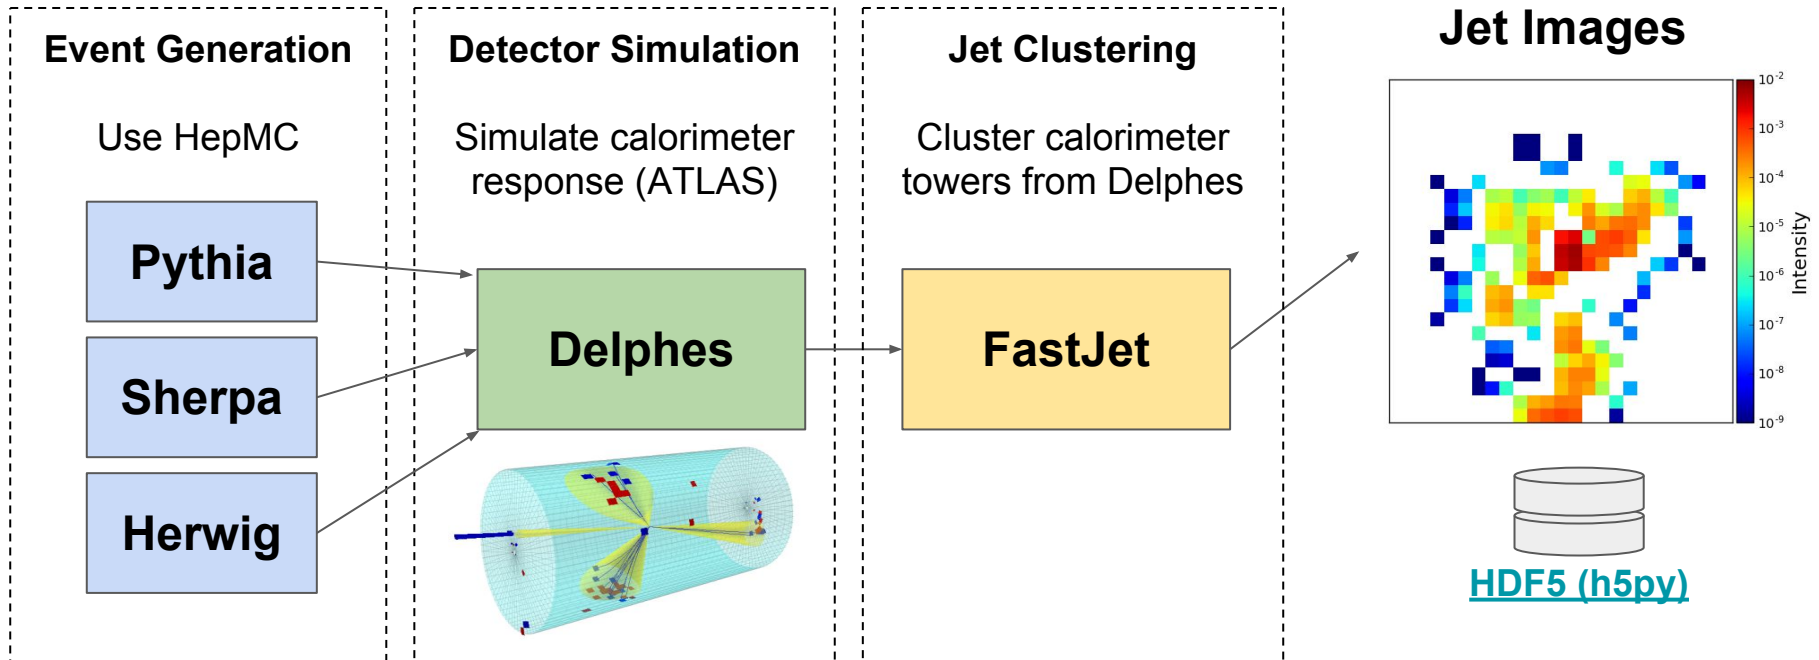 Event Generation
Use HepMC
Pythia
Sherpa
Herwig
Detector Simulation
Simulate calorimeter
response (ATLAS)
Delphes
Jet Clustering
Cluster calorimeter
towers from Delphes
FastJet
Jet Images
10⁻²
10⁻³
10⁻⁴
10⁻⁵
10⁻⁶
10⁻⁷
10⁻⁸
10⁻⁹
Intensity
HDF5 (h5py)